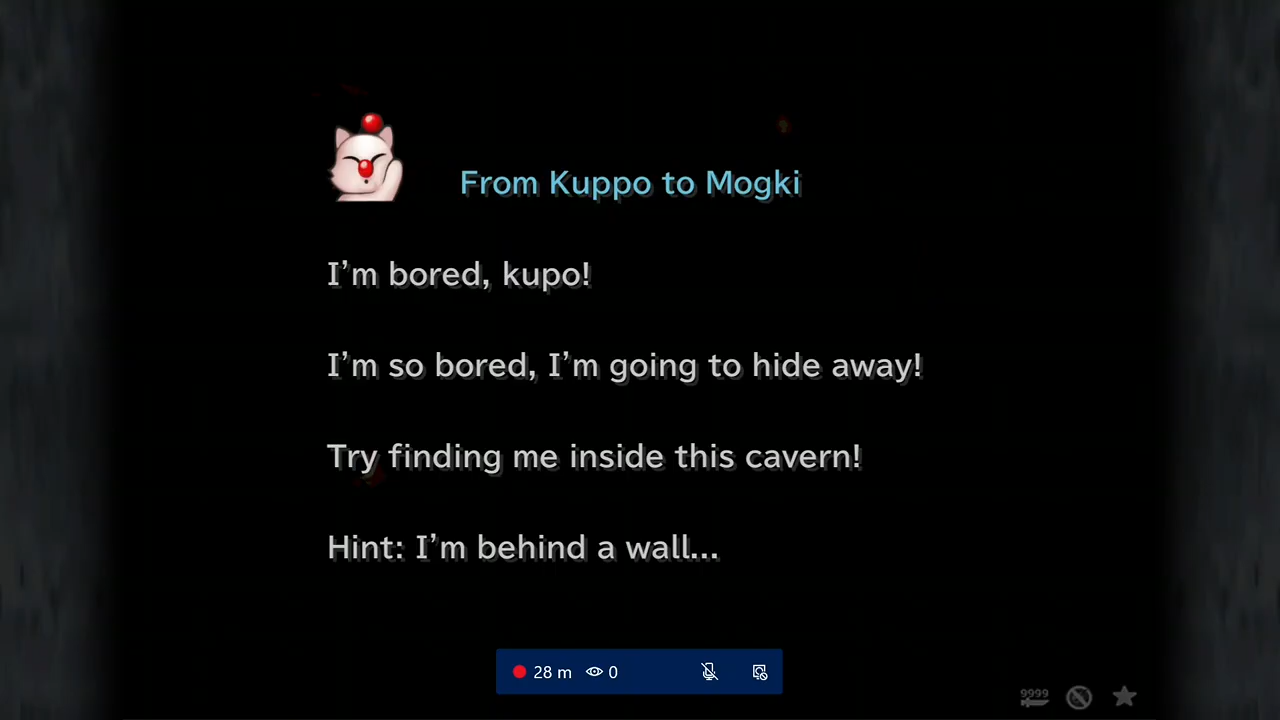 From Kuppo to Mogki
I'm bored, kupo!
I'm so bored, I'm going to hide away!
Try finding me inside this cavern!
Hint: I'm behind a wall...
28 m 0
9999